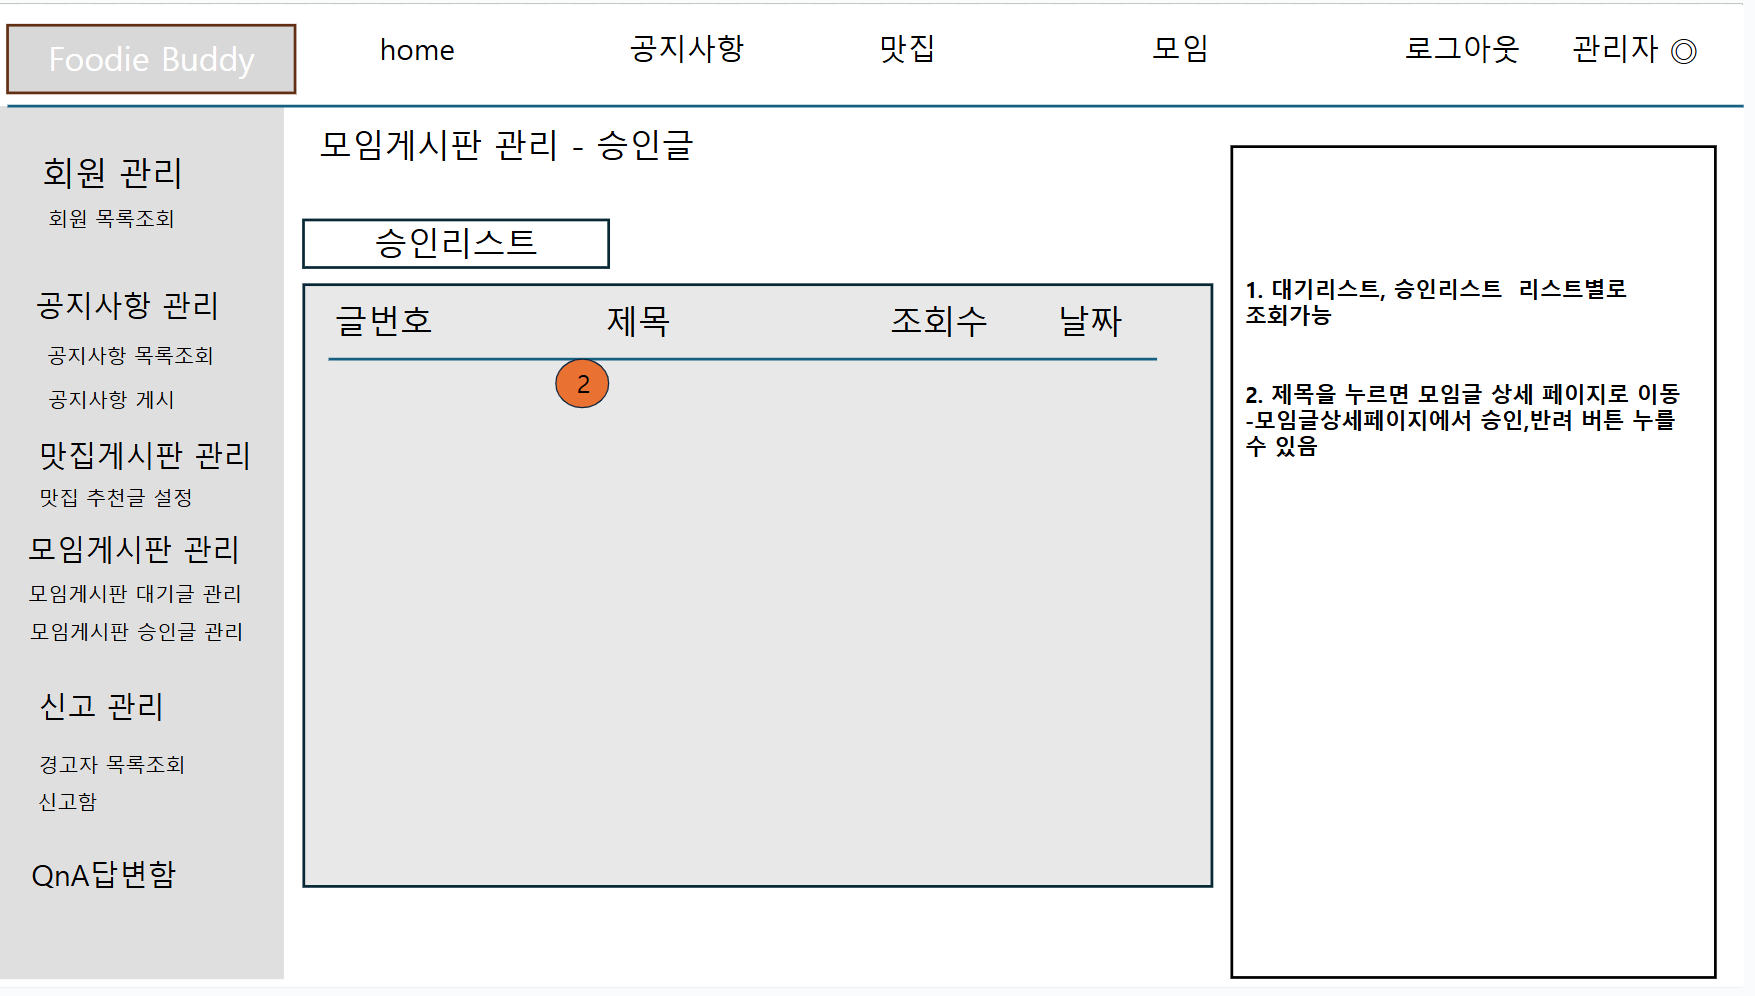 Foodie Buddy
home
공지사항
맛집
모임
로그아웃
관리자 ◎
회원 관리
회원 목록조회
공지사항 관리
공지사항 목록조회
공지사항 게시
맛집게시판 관리
맛집 추천글 설정
모임게시판 관리
모임게시판 대기글 관리
모임게시판 승인글 관리
신고 관리
경고자 목록조회
신고함
QnA답변함
모임게시판 관리 - 승인글
승인리스트
글번호
제목
조회수
날짜
2
1. 대기리스트, 승인리스트  리스트별로
조회가능
2. 제목을 누르면 모임글 상세 페이지로 이동
-모임글상세페이지에서 승인,반려 버튼 누를
수 있음